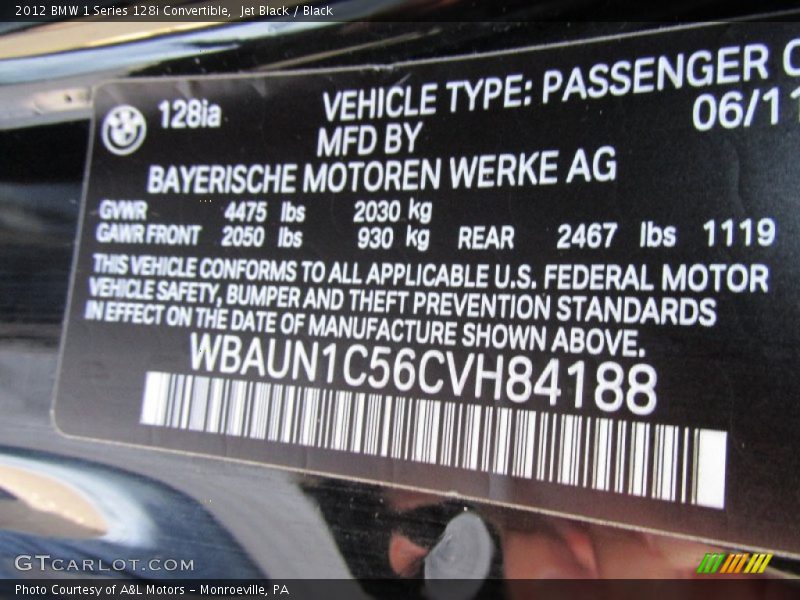 2012 BMW 1 Series 128i Convertible, Jet Black / Black
128ia
VEHICLE TYPE: PASSENGER C
MFD BY 06/11
BAYERISCHE MOTOREN WERKE AG
GVWR 4475 lbs 2030 kg
GAWR FRONT 2050 lbs 930 kg REAR 2467 lbs 1119
THIS VEHICLE CONFORMS TO ALL APPLICABLE U.S. FEDERAL MOTOR
VEHICLE SAFETY, BUMPER AND THEFT PREVENTION STANDARDS
IN EFFECT ON THE DATE OF MANUFACTURE SHOWN ABOVE.
WBAUN1C56CVH84188
GTCARLOT.COM
Photo Courtesy of A&L Motors - Monroeville, PA